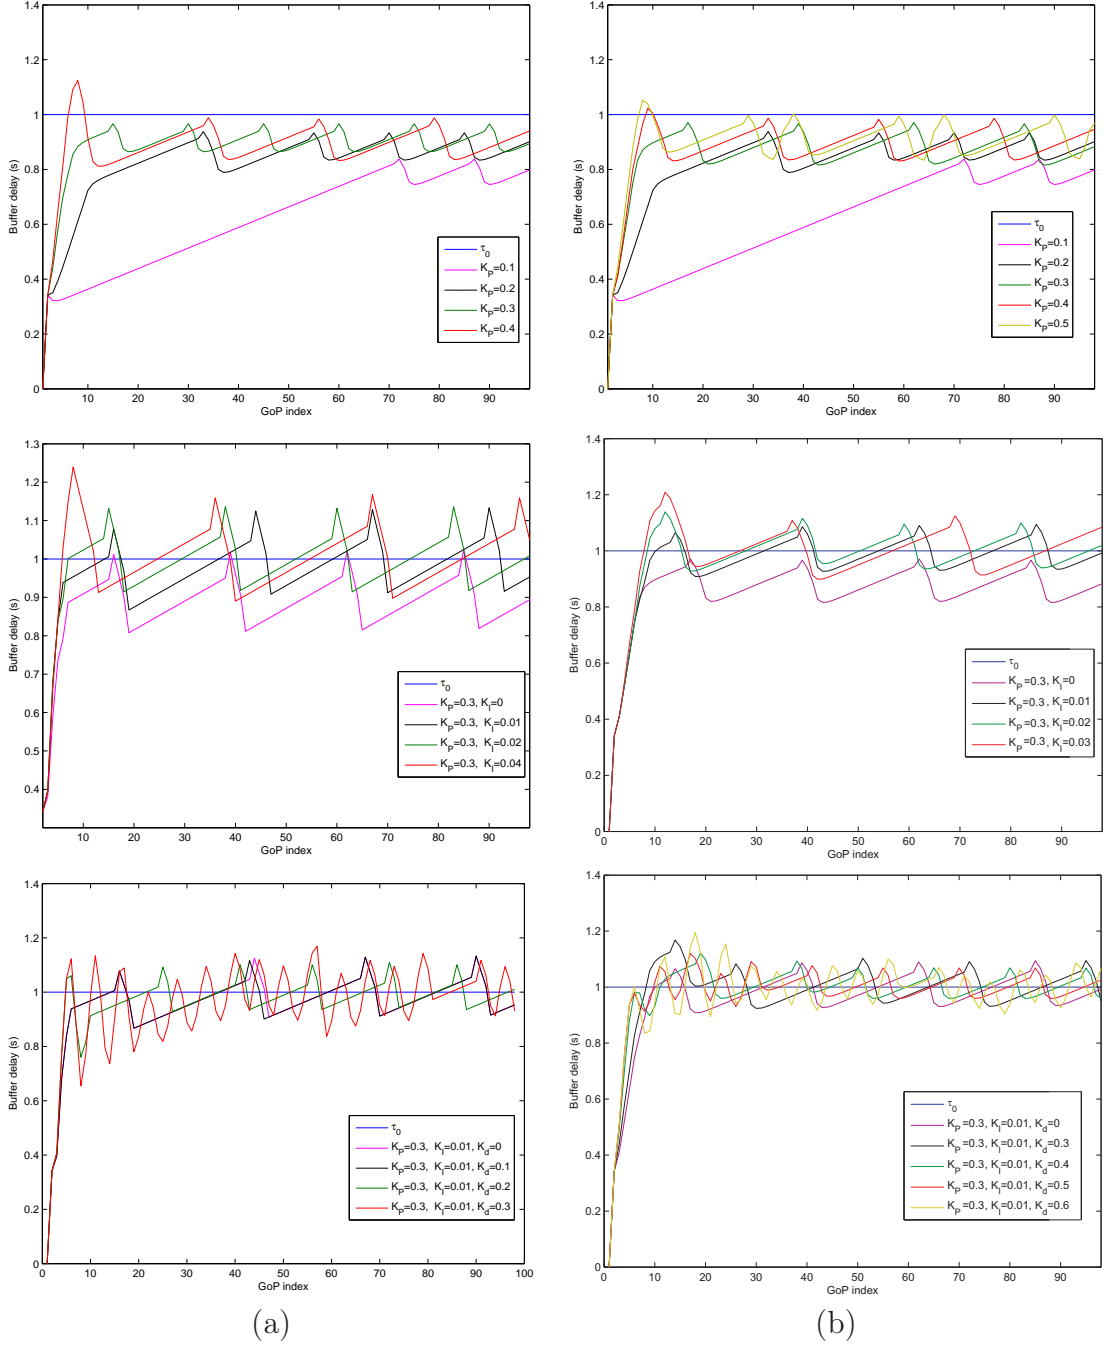 1.4
1.2
1
0.8
0.6
0.4
0.2
0
Buffer delay (s)
10 20 30 40 50 60 70 80 90
GoP index
τ0
KP=0.1
KP=0.2
KP=0.3
KP=0.4
1.4
1.2
1
0.8
0.6
0.4
0.2
0
Buffer delay (s)
10 20 30 40 50 60 70 80 90
GoP index
τ0
KP=0.1
KP=0.2
KP=0.3
KP=0.4
KP=0.5
1.3
1.2
1.1
1
0.9
0.8
0.7
0.6
0.5
0.4
Buffer delay (s)
10 20 30 40 50 60 70 80 90
GoP index
τ0
KP=0.3, KI=0
KP=0.3, KI=0.01
KP=0.3, KI=0.02
KP=0.3, KI=0.04
1.4
1.2
1
0.8
0.6
0.4
0.2
0
Buffer delay (s)
0 10 20 30 40 50 60 70 80 90
GoP index
τ0
KP=0.3, KI=0
KP=0.3, KI=0.01
KP=0.3, KI=0.02
KP=0.3, KI=0.03
1.4
1.2
1
0.8
0.6
0.4
0.2
0
Buffer delay (s)
0 10 20 30 40 50 60 70 80 90 100
GoP index
τ0
KP=0.3, KI=0.01, Kd=0
KP=0.3, KI=0.01, Kd=0.1
KP=0.3, KI=0.01, Kd=0.2
KP=0.3, KI=0.01, Kd=0.3
1.4
1.2
1
0.8
0.6
0.4
0.2
0
Buffer delay (s)
0 10 20 30 40 50 60 70 80 90
GoP index
τ0
KP=0.3, KI=0.01, Kd=0
KP=0.3, KI=0.01, Kd=0.3
KP=0.3, KI=0.01, Kd=0.4
KP=0.3, KI=0.01, Kd=0.5
KP=0.3, KI=0.01, Kd=0.6
(a) (b)